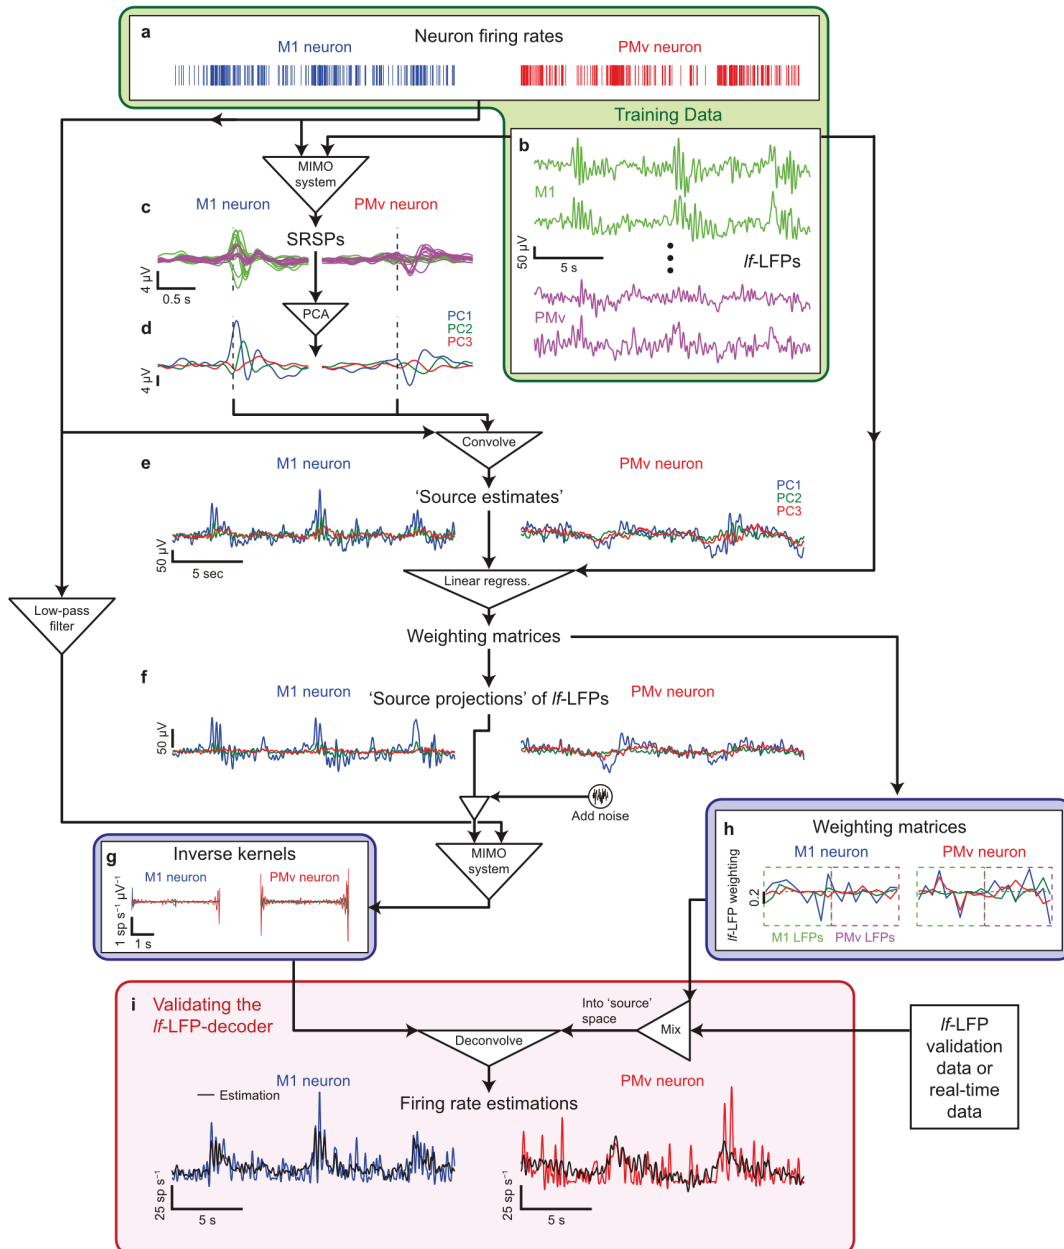 a
Neuron firing rates
M1 neuron
PMv neuron
Training Data
b
M1
50 µV
5 s
lf-LFPs
PMv
MIMO
system
c
M1 neuron
PMv neuron
SRSPs
4 µV
0.5 s
PCA
d
PC1
PC2
PC3
4 µV
Convolve
e
M1 neuron
PMv neuron
'Source estimates'
PC1
PC2
PC3
50 µV
5 sec
Linear regress.
Low-pass
filter
Weighting matrices
f
M1 neuron
PMv neuron
'Source projections' of lf-LFPs
50 µV
Add noise
MIMO
system
g
Inverse kernels
M1 neuron
PMv neuron
1 sp s⁻¹ µV⁻¹
1 s
h
Weighting matrices
M1 neuron
PMv neuron
lf-LFP weighting
0.2
M1 LFPs
PMv LFPs
i
Validating the
lf-LFP-decoder
Into 'source'
space
Mix
Deconvolve
lf-LFP
validation
data or
real-time
data
M1 neuron
PMv neuron
Estimation
Firing rate estimations
25 sp s⁻¹
5 s
25 sp s⁻¹
5 s